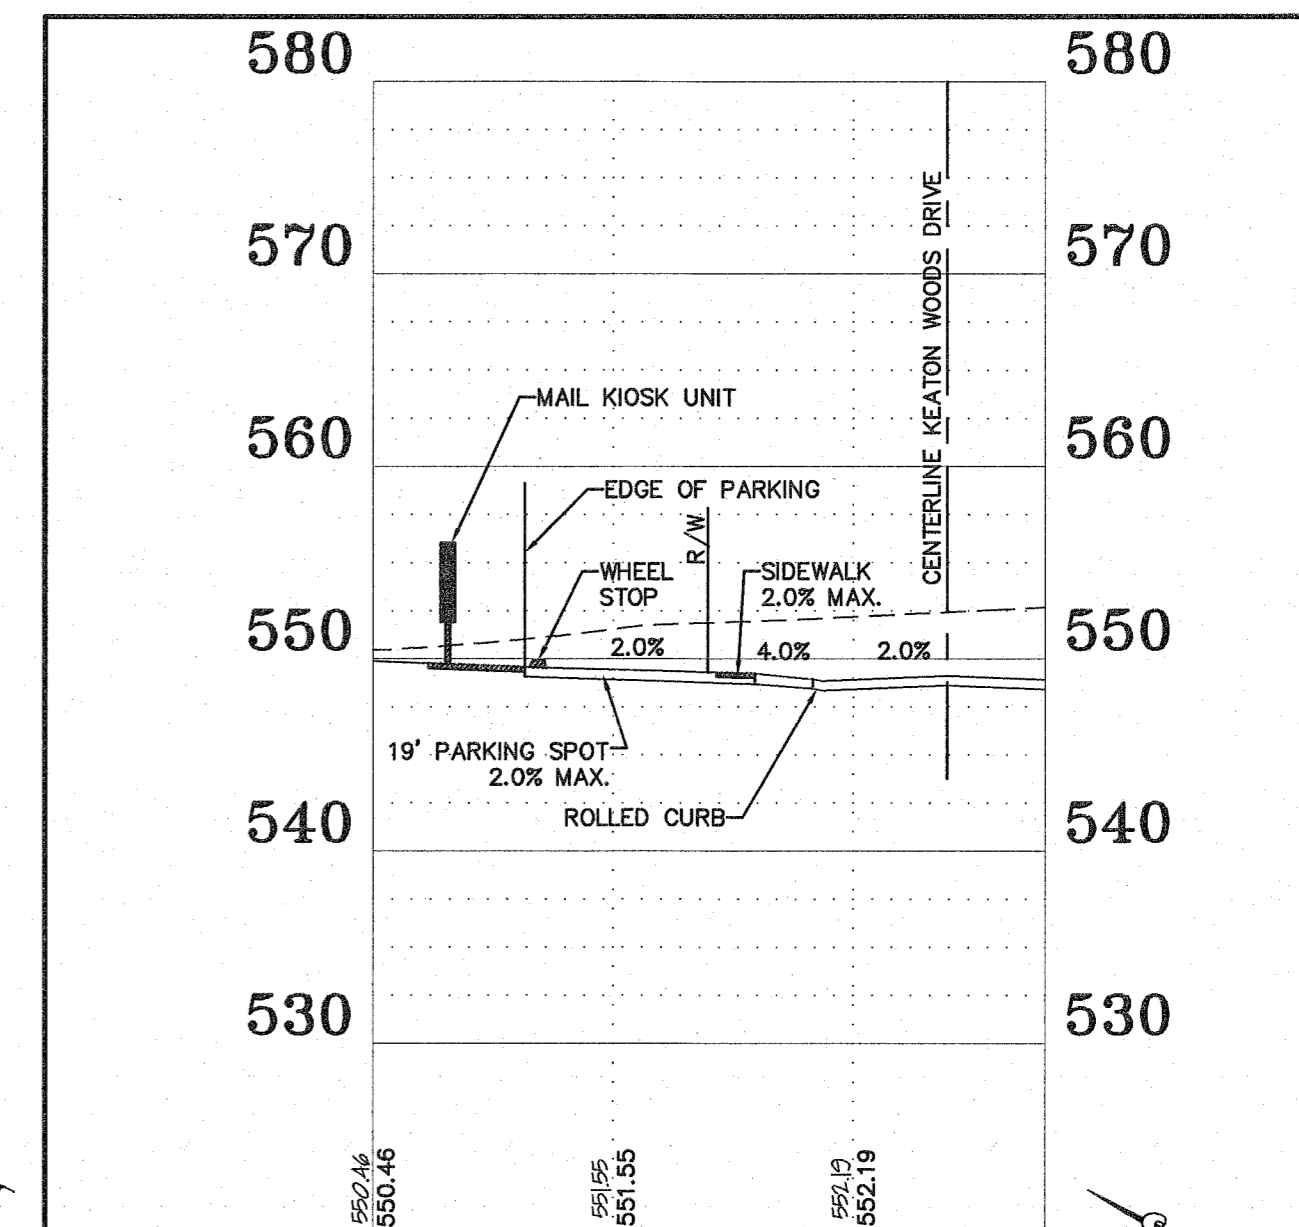 580 580
570 570
CENTERLINE KEATON WOODS DRIVE
MAIL KIOSK UNIT
560 560
EDGE OF PARKING
R/W
WHEEL
STOP
SIDEWALK
2.0% MAX.
550 550
2.0% 4.0% 2.0%
19' PARKING SPOT
2.0% MAX.
ROLLED CURB
540 540
530 530
550.46 551.55 552.19
550.46 551.55 552.19